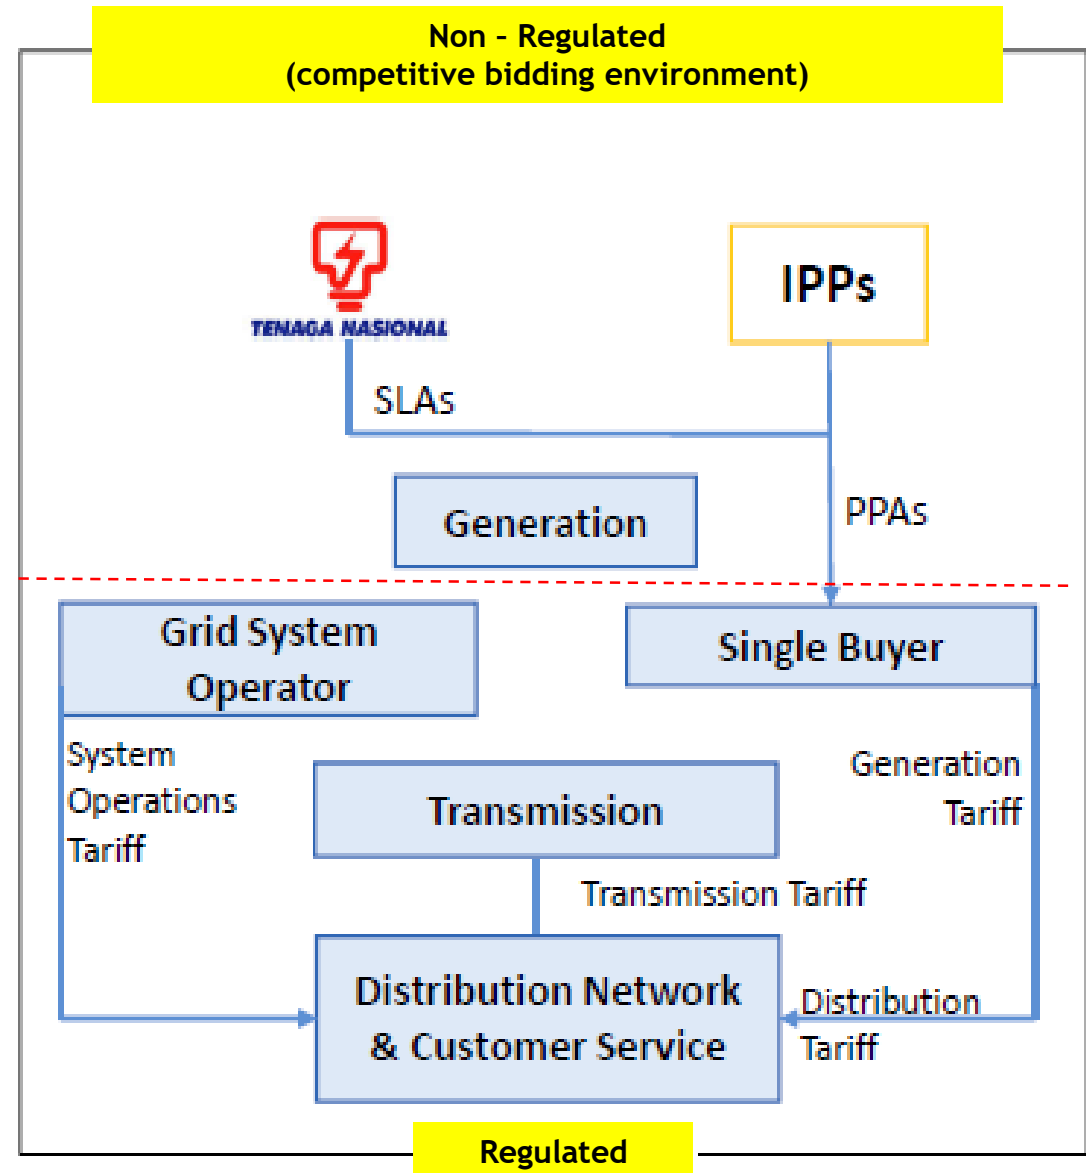 Non - Regulated
(competitive bidding environment)
TENAGA NASIONAL
IPPs
SLAs
Generation
PPAs
Grid System
Operator
Single Buyer
System
Operations
Tariff
Generation
Tariff
Transmission
Transmission Tariff
Distribution Network
& Customer Service
Distribution
Tariff
Regulated